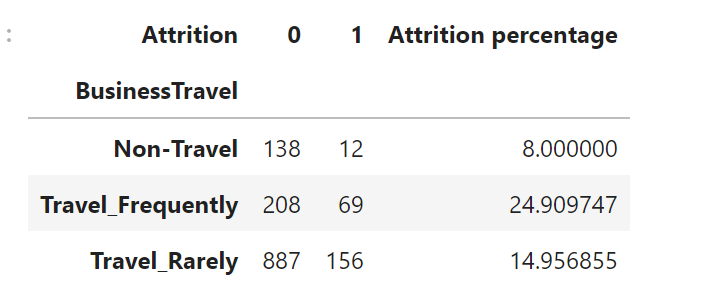 : Attrition 0 1 Attrition percentage
BusinessTravel
Non-Travel 138 12 8.000000
Travel_Frequently 208 69 24.909747
Travel_Rarely 887 156 14.956855